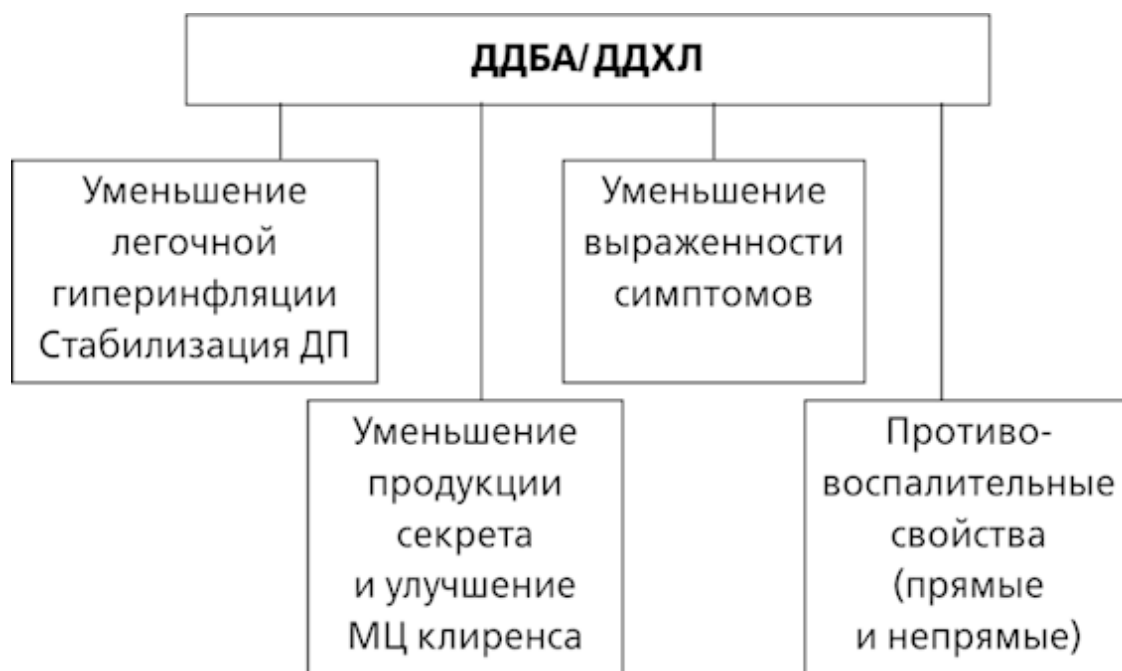 ДДБА/ДДХЛ
Уменьшение
легочной
гиперинфляции
Стабилизация ДП
Уменьшение
продукции
секрета
и улучшение
МЦ клиренса
Уменьшение
выраженности
симптомов
Противо-
воспалительные
свойства
(прямые
и непрямые)